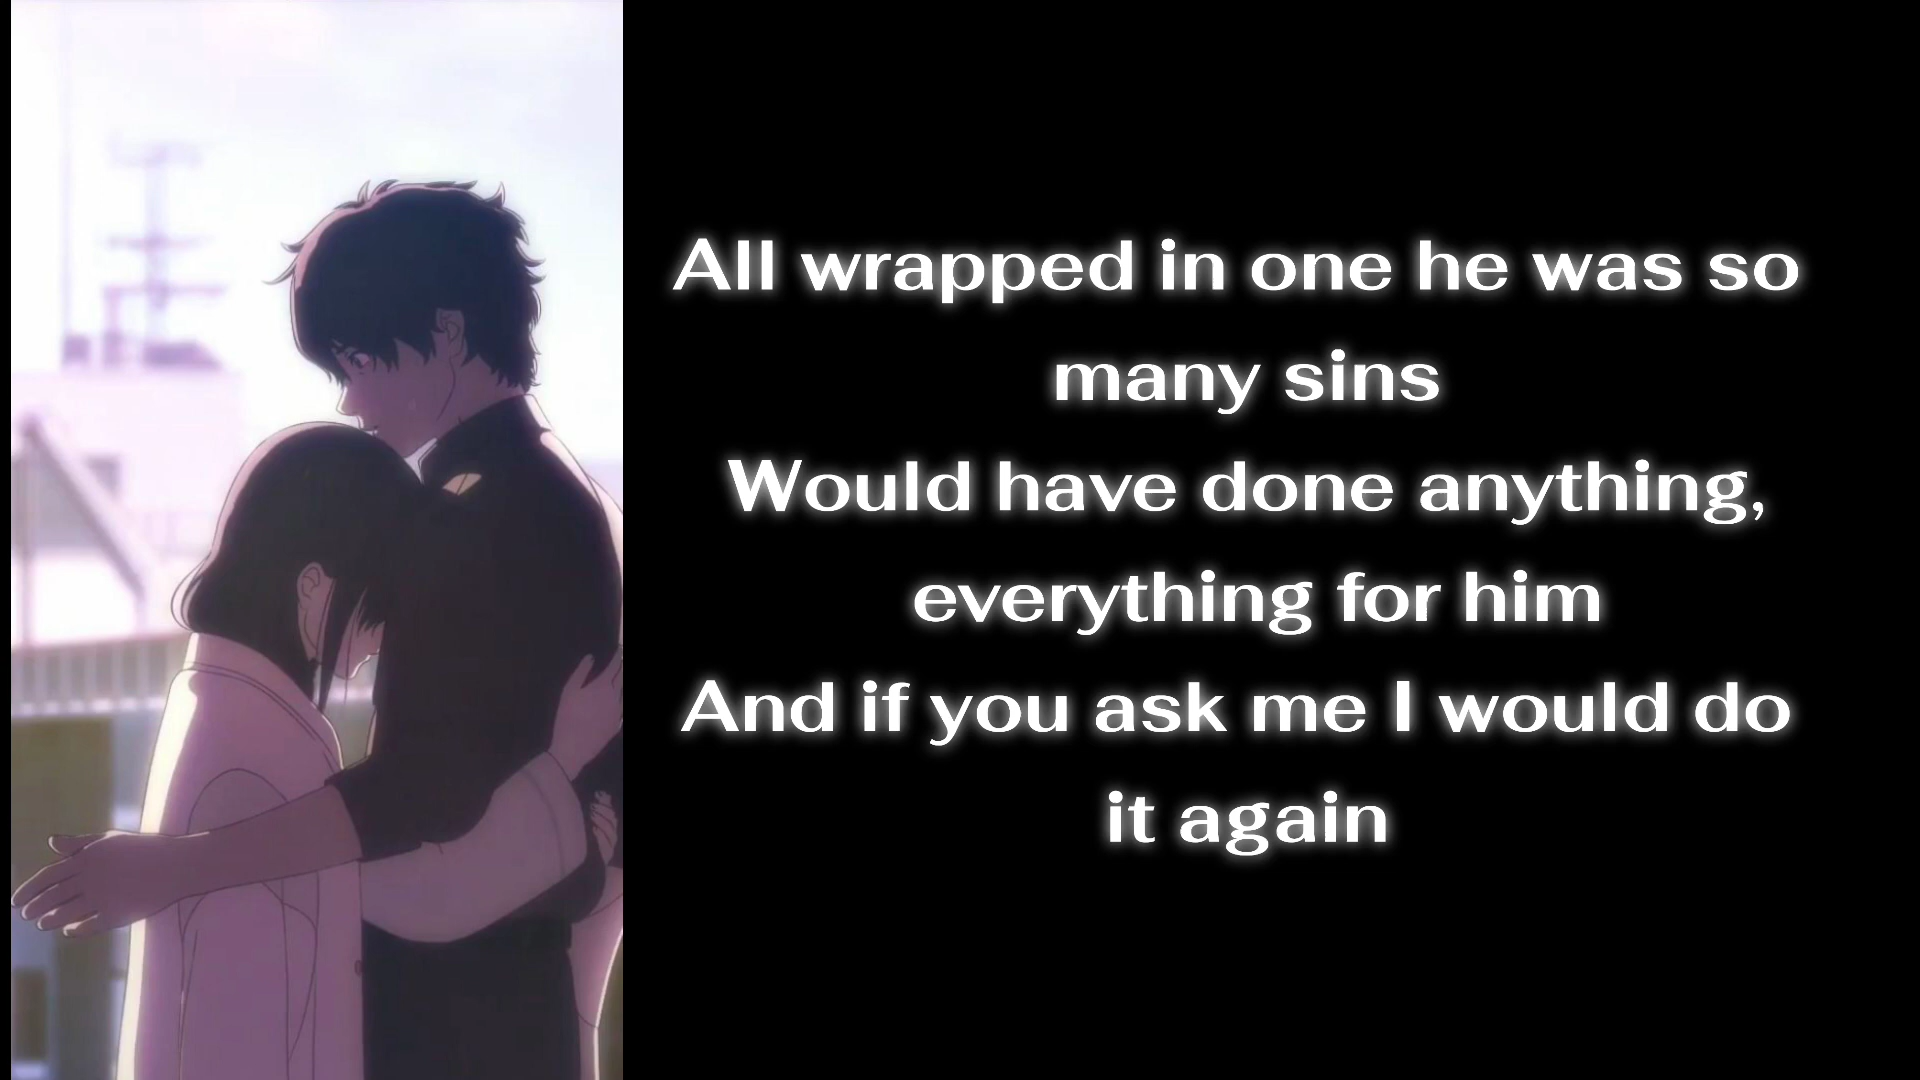 All wrapped in one he was so
many sins
Would have done anything,
everything for him
And if you ask me I would do
it again